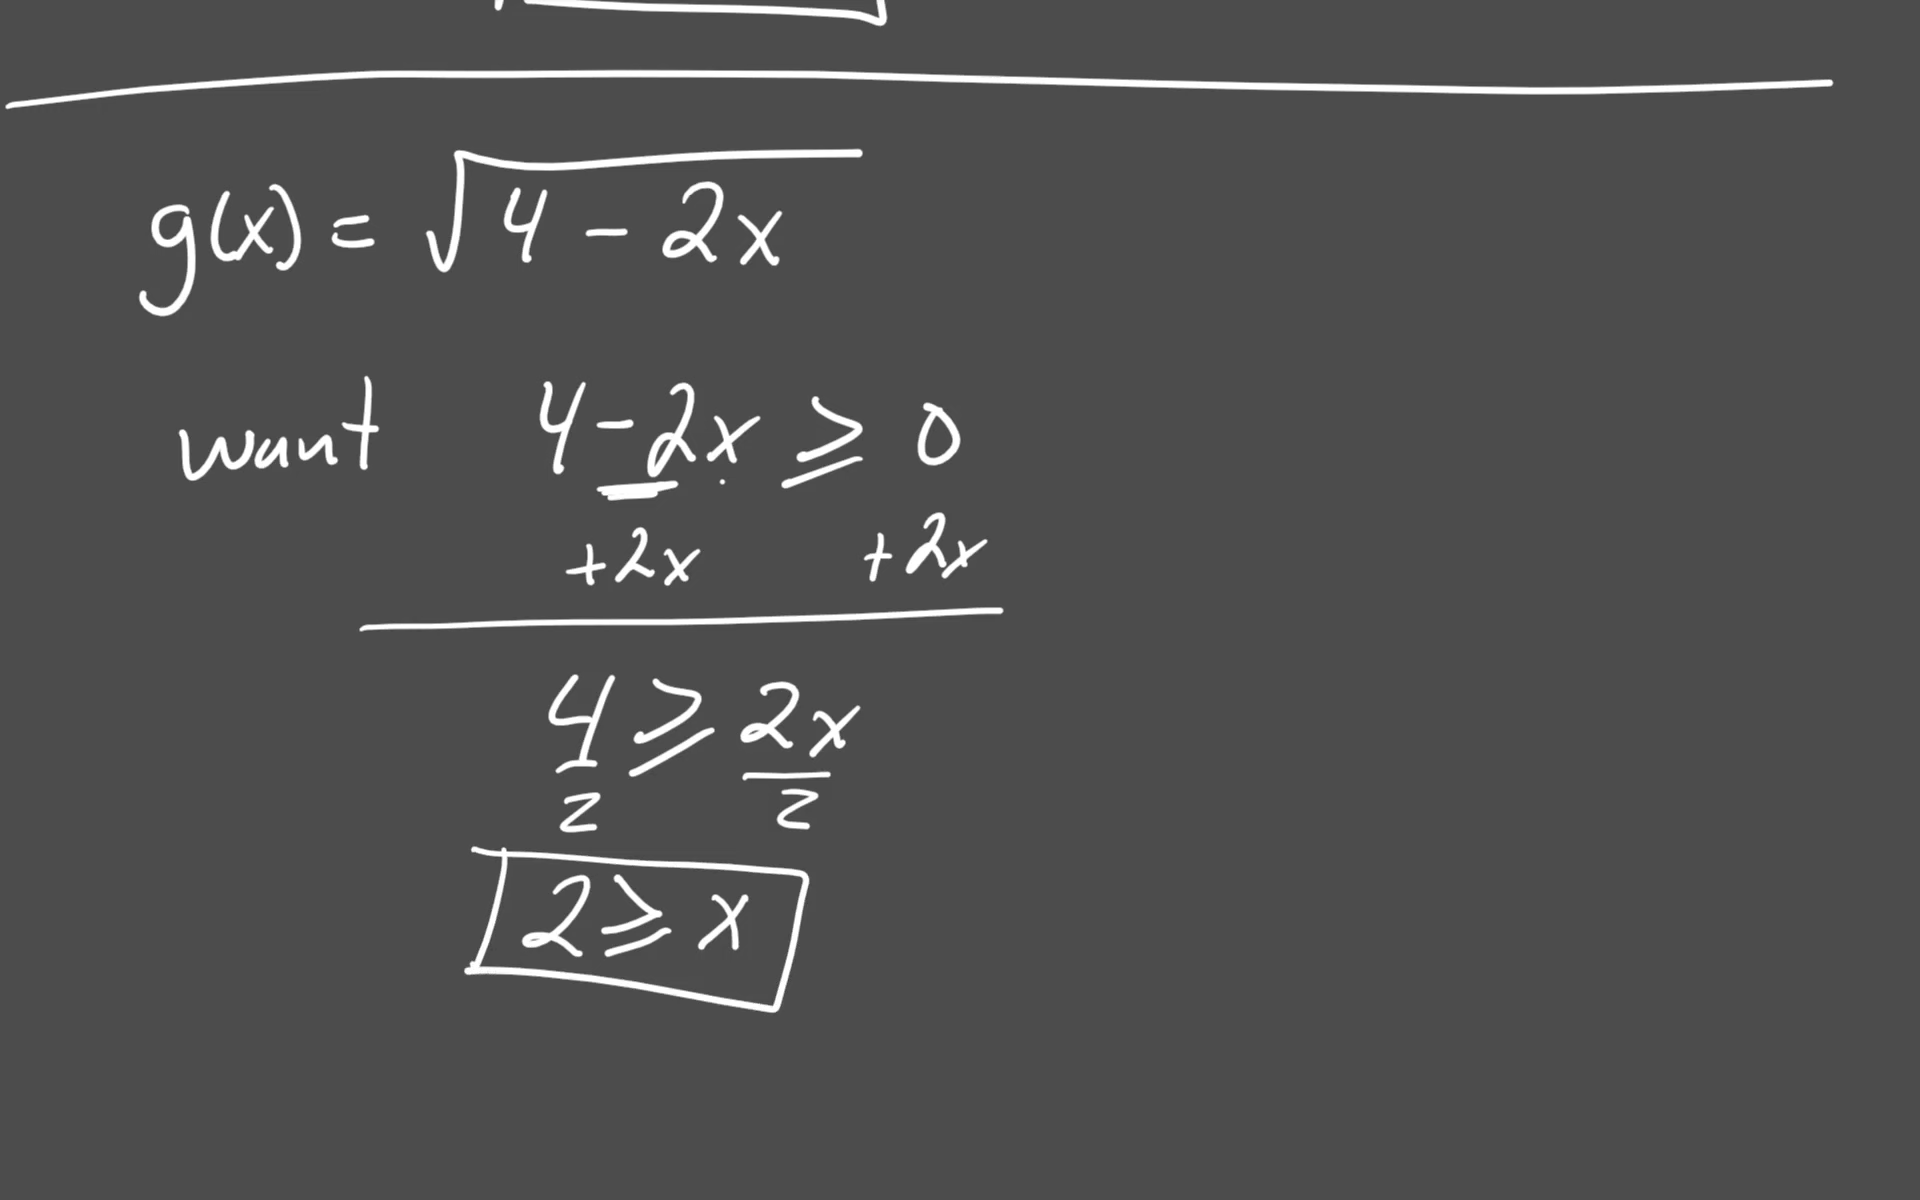 g(x) = √4 - 2x
want 4 - 2x ≥ 0
+2x +2x
4 ≥ 2x
2 2
2 ≥ x